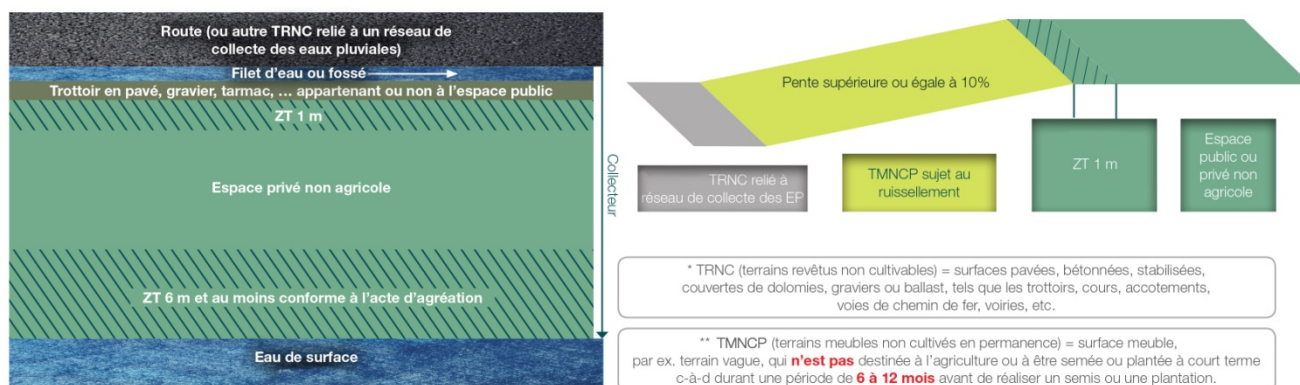 Route (ou autre TRNC relié à un réseau de
collecte des eaux pluviales)
Filet d'eau ou fossé
Trottoir en pavé, gravier, tarmac, ... appartenant ou non à l'espace public
ZT 1 m
Espace privé non agricole
ZT 6 m et au moins conforme à l'acte d'agréation
Eau de surface
Collecteur
Pente supérieure ou égale à 10%
TRNC relié à
réseau de collecte des EP
TMNCP sujet au
ruissellement
ZT 1 m
Espace
public ou
privé non
agricole
* TRNC (terrains revêtus non cultivables) = surfaces pavées, bétonnées, stabilisées,
couvertes de dolomies, graviers ou ballast, tels que les trottoirs, cours, accotements,
voies de chemin de fer, voiries, etc.
** TMNCP (terrains meubles non cultivés en permanence) = surface meuble,
par ex. terrain vague, qui n'est pas destinée à l'agriculture ou à être semée ou plantée à court terme
c-à-d durant une période de 6 à 12 mois avant de réaliser un semis ou une plantation.